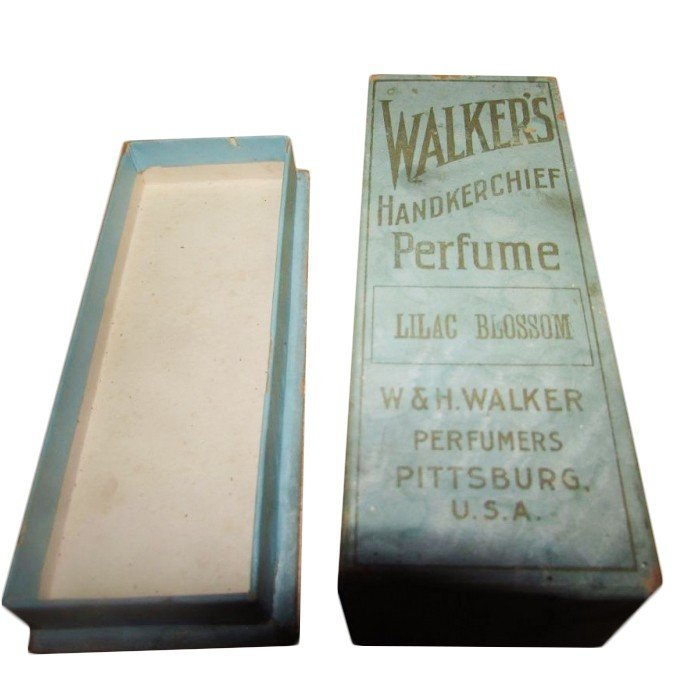 WALKER'S
HANDKERCHIEF
Perfume
LILAC BLOSSOM
W & H. WALKER
PERFUMERS
PITTSBURG,
U.S.A.